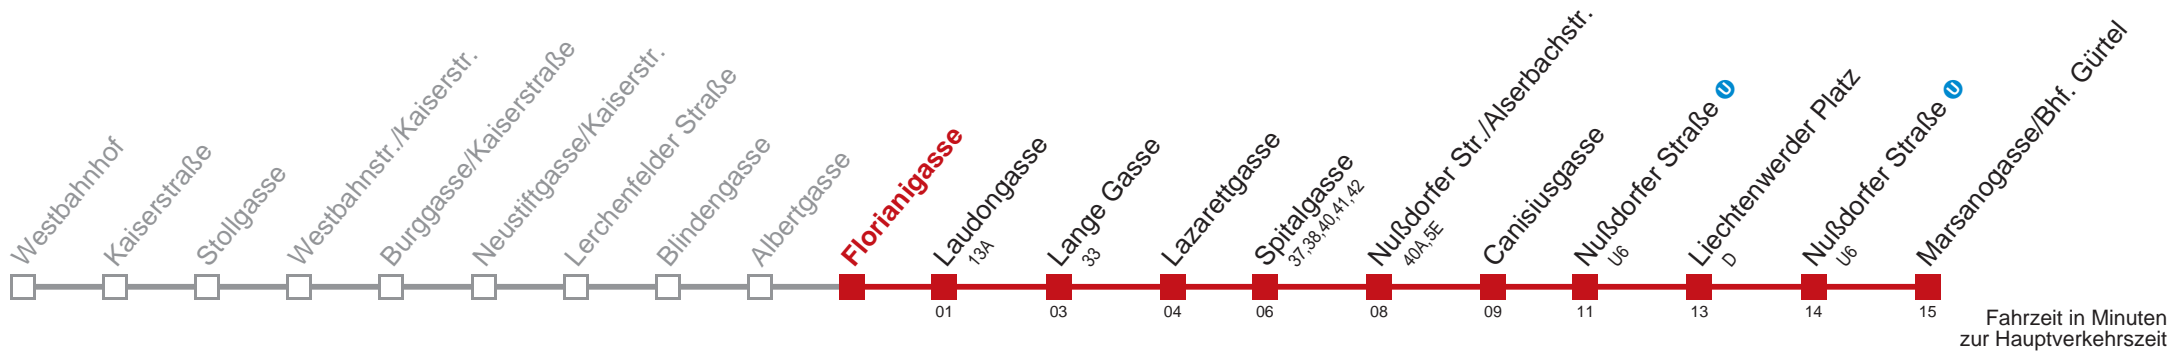 Westbahnhof
Kaiserstraße
Stollgasse
Westbahnstr./Kaiserstr.
Burggasse/Kaiserstraße
Neustiftgasse/Kaiserstr.
Lerchenfelder Straße
Blindengasse
Albertgasse
Florianigasse
Laudongasse
13A
01
Lange Gasse
33
03
Lazarettgasse
04
Spitalgasse
37,38,40,41,42
06
Nußdorfer Str./Alserbachstr.
40A,5E
08
Canisiusgasse
09
Nußdorfer Straße U
U6
11
Liechtenwerder Platz
D
13
Nußdorfer Straße U
U6
14
Marsanogasse/Bhf. Gürtel
15
Fahrzeit in Minuten
zur Hauptverkehrszeit